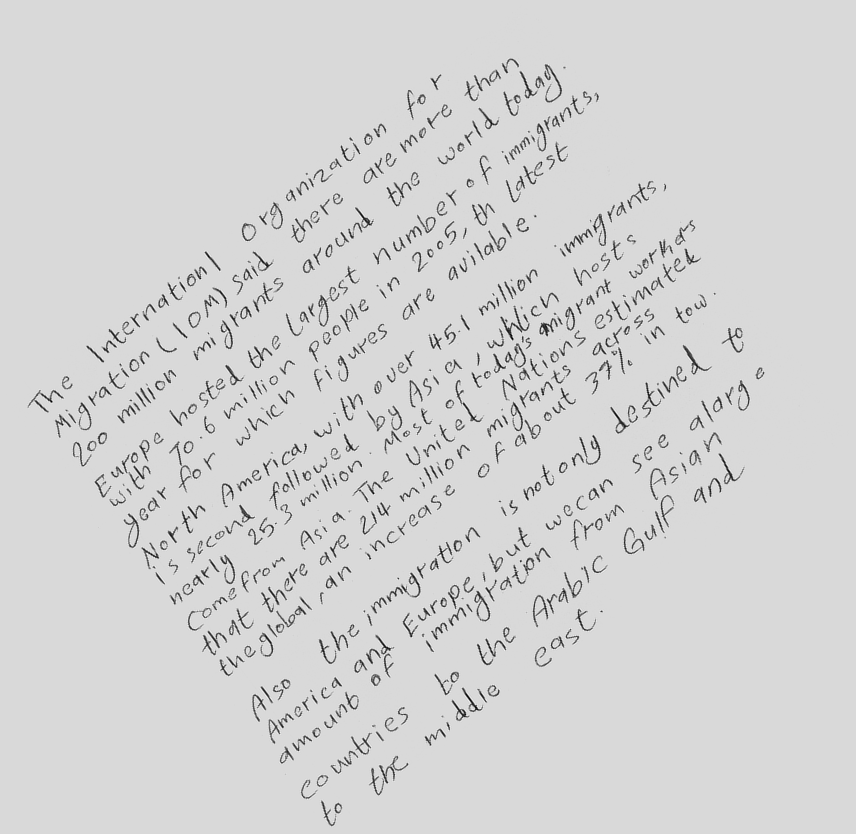 The Internationl Organization for
Migration (IOM) said there are more than
200 million migrants around the world today.
Europe hosted the Largest number of immigrants,
with 70.6 million people in 2005, th Latest
year for which figures are avilable.
North America, with over 45.1 million immigrants,
is second followed by Asia, which hosts
nearly 25.3 million. Most of today's migrant workers
come from Asia. The United Nations estimated
that there are 214 million migrants across
the global, an increase of about 37% in tow.
Also the immigration is not only destined to
America and Europe, but we can see a large
amount of immigration from Asian
countries to the Arabic Gulf and
to the middle east.